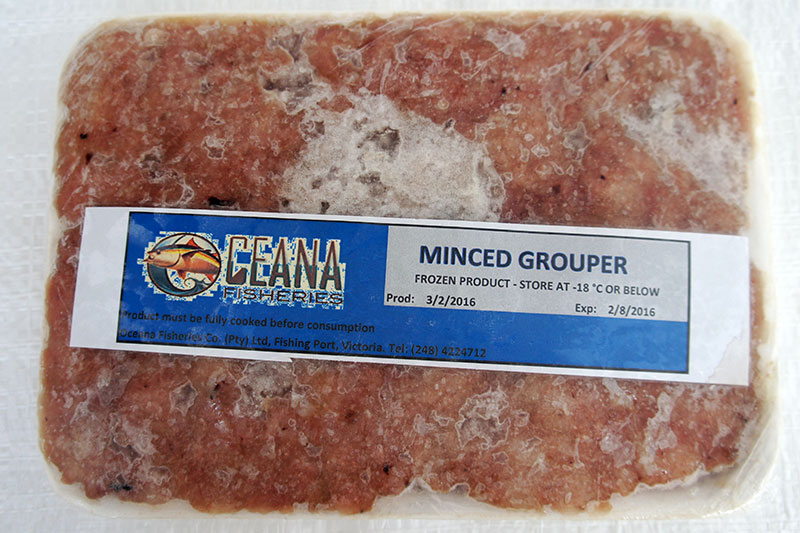 OCEANA
FISHERIES
MINCED GROUPER
FROZEN PRODUCT - STORE AT -18 °C OR BELOW
Prod: 3/2/2016
Exp: 2/8/2016
Product must be fully cooked before consumption
Oceana Fisheries Co. (Pty) Ltd, Fishing Port, Victoria. Tel: (248) 4224712